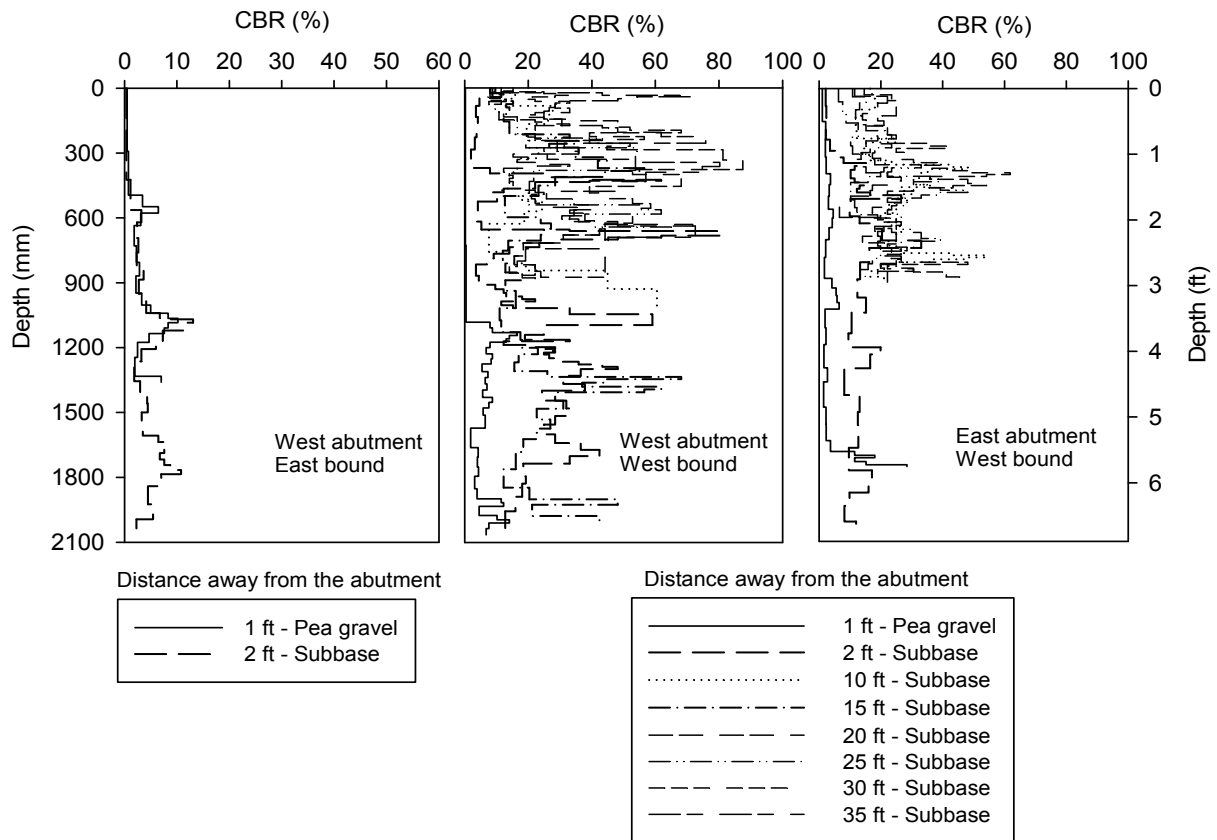 CBR (%)
CBR (%)
CBR (%)
0 10 20 30 40 50 60
0 20 40 60 80 100
0 20 40 60 80 100
0
300
600
900
1200
1500
1800
2100
Depth (mm)
0
1
2
3
4
5
6
Depth (ft)
West abutment
East bound
West abutment
West bound
East abutment
West bound
Distance away from the abutment
1 ft - Pea gravel
2 ft - Subbase
Distance away from the abutment
1 ft - Pea gravel
2 ft - Subbase
10 ft - Subbase
15 ft - Subbase
20 ft - Subbase
25 ft - Subbase
30 ft - Subbase
35 ft - Subbase